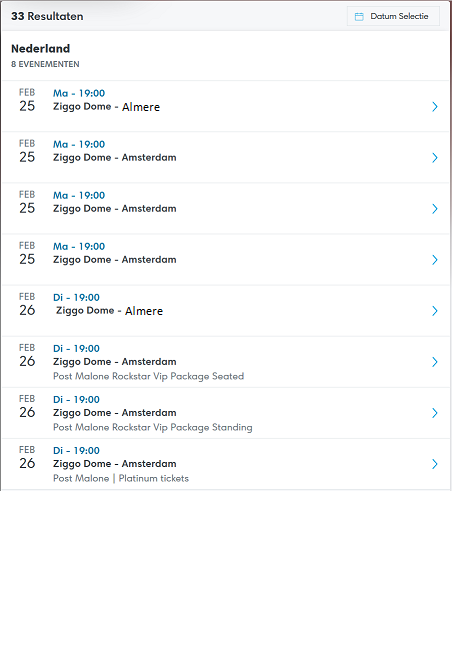 33 Resultaten
Datum Selectie
Nederland
8 EVENEMENTEN
FEB
25
Ma - 19:00
Ziggo Dome - Almere
FEB
25
Ma - 19:00
Ziggo Dome - Amsterdam
FEB
25
Ma - 19:00
Ziggo Dome - Amsterdam
FEB
25
Ma - 19:00
Ziggo Dome - Amsterdam
FEB
26
Di - 19:00
Ziggo Dome - Almere
FEB
26
Di - 19:00
Ziggo Dome - Amsterdam
Post Malone Rockstar Vip Package Seated
FEB
26
Di - 19:00
Ziggo Dome - Amsterdam
Post Malone Rockstar Vip Package Standing
FEB
26
Di - 19:00
Ziggo Dome - Amsterdam
Post Malone | Platinum tickets